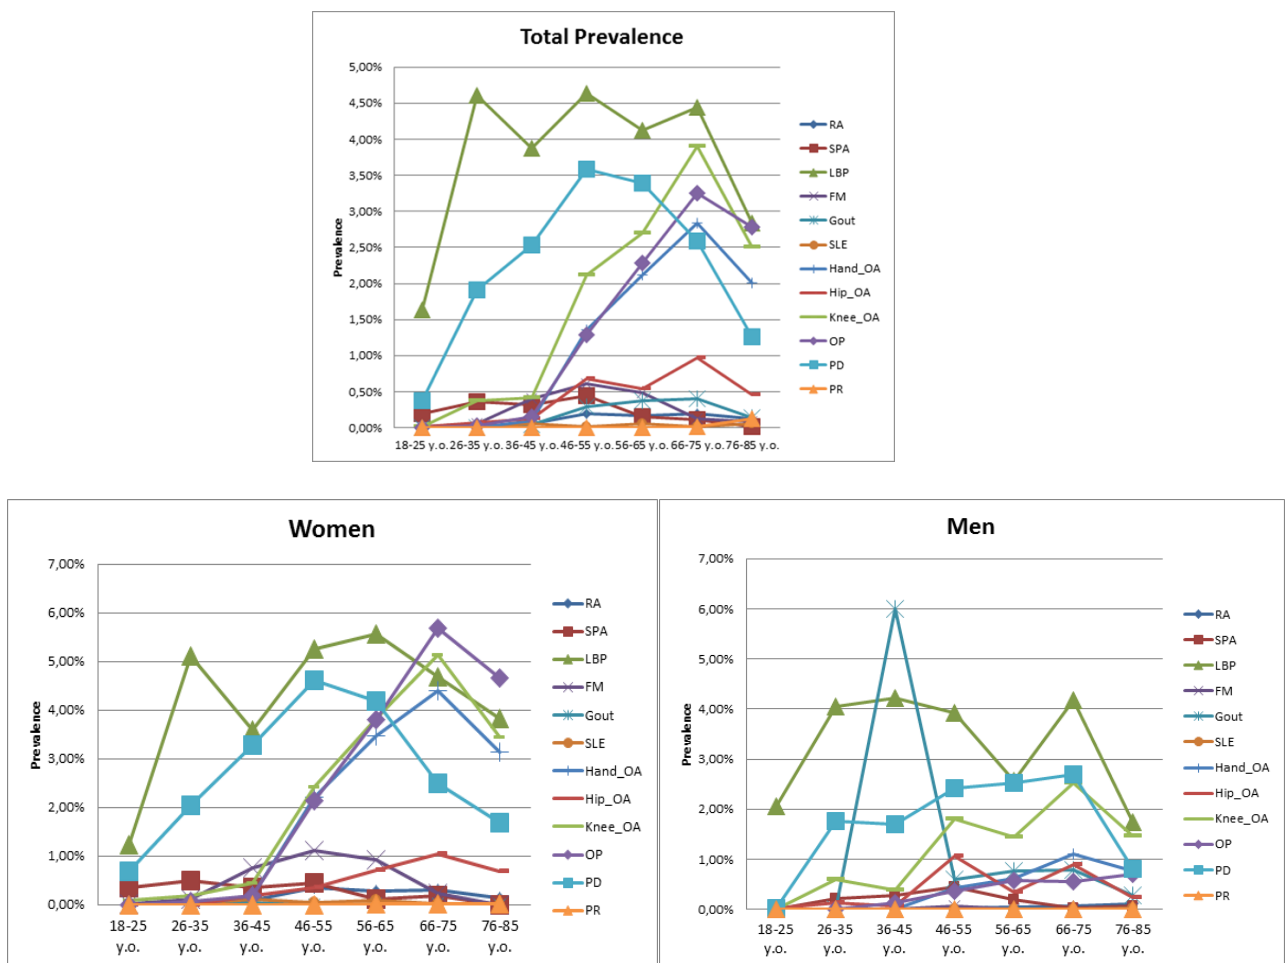 Total Prevalence
Prevalence
5,00%
4,50%
4,00%
3,50%
3,00%
2,50%
2,00%
1,50%
1,00%
0,50%
0,00%
18-25 y.o. 26-35 y.o. 36-45 y.o. 46-55 y.o. 56-65 y.o. 66-75 y.o. 76-85 y.o.
RA
SPA
LBP
FM
Gout
SLE
Hand_OA
Hip_OA
Knee_OA
OP
PD
PR
Women
Prevalence
7,00%
6,00%
5,00%
4,00%
3,00%
2,00%
1,00%
0,00%
18-25 26-35 36-45 46-55 56-65 66-75 76-85
y.o. y.o. y.o. y.o. y.o. y.o. y.o.
RA
SPA
LBP
FM
Gout
SLE
Hand_OA
Hip_OA
Knee_OA
OP
PD
PR
Men
Prevalence
7,00%
6,00%
5,00%
4,00%
3,00%
2,00%
1,00%
0,00%
18-25 26-35 36-45 46-55 56-65 66-75 76-85
y.o. y.o. y.o. y.o. y.o. y.o. y.o.
RA
SPA
LBP
FM
Gout
SLE
Hand_OA
Hip_OA
Knee_OA
OP
PD
PR